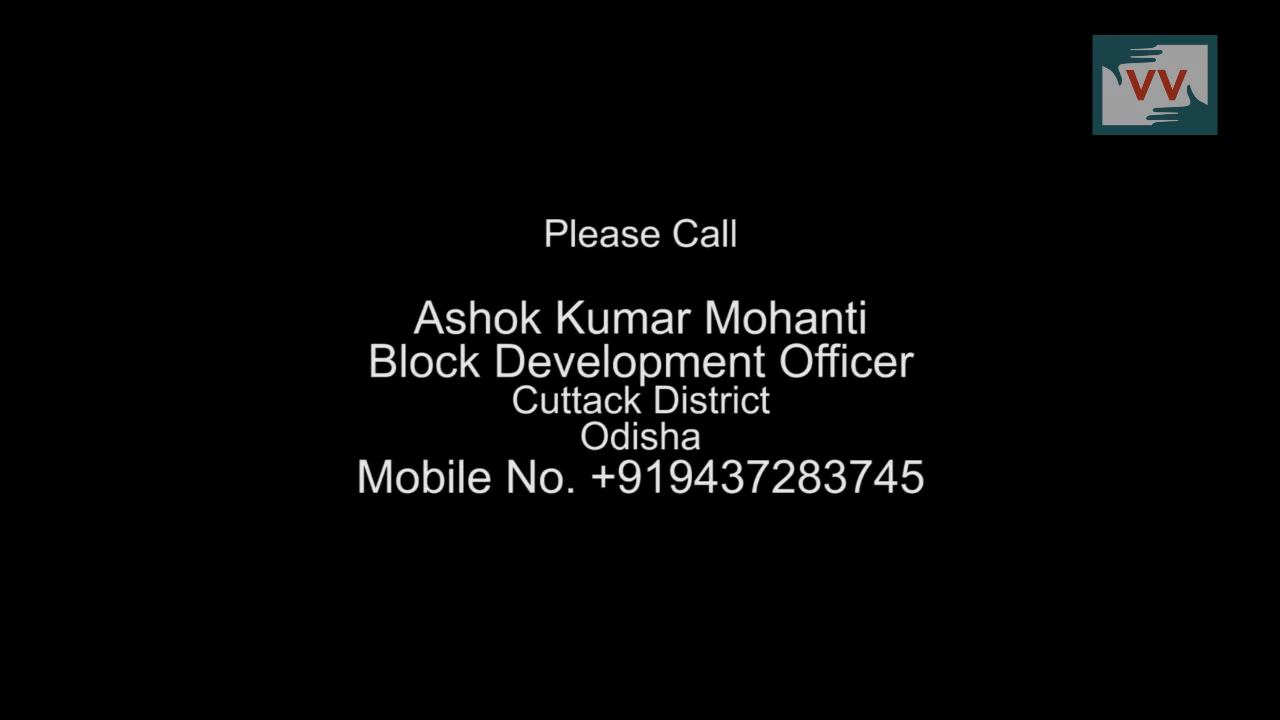 VV
Please Call
Ashok Kumar Mohanti
Block Development Officer
Cuttack District
Odisha
Mobile No. +919437283745